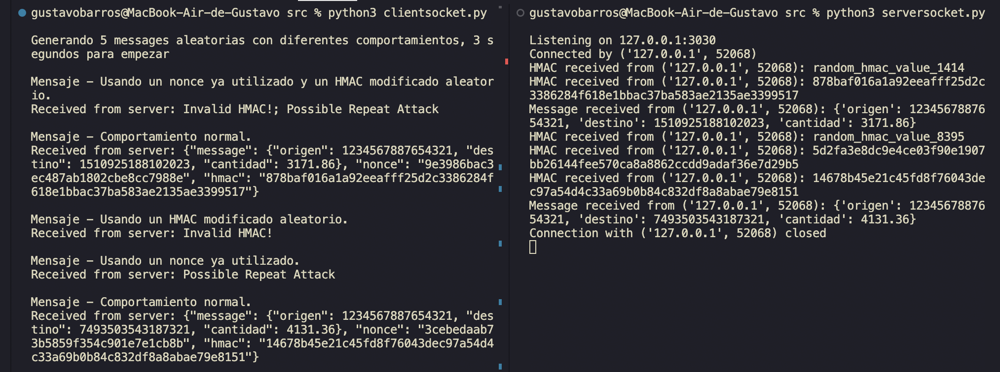 gustavobarros@MacBook-Air-de-Gustavo src % python3 clientsocket.py
Generando 5 messages aleatorias con diferentes comportamientos, 3 s
egundos para empezar
Mensaje - Usando un nonce ya utilizado y un HMAC modificado aleator
io.
Received from server: Invalid HMAC!; Possible Repeat Attack
Mensaje - Comportamiento normal.
Received from server: {"message": {"origen": 1234567887654321, "des
tino": 1510925188102023, "cantidad": 3171.86}, "nonce": "9e3986bac3
ec487ab1802cbe8cc7988e", "hmac": "878baf016a1a92eeafff25d2c3386284f
618e1bbac37ba583ae2135ae3399517"}
Mensaje - Usando un HMAC modificado aleatorio.
Received from server: Invalid HMAC!
Mensaje - Usando un nonce ya utilizado.
Received from server: Possible Repeat Attack
Mensaje - Comportamiento normal.
Received from server: {"message": {"origen": 1234567887654321, "des
tino": 7493503543187321, "cantidad": 4131.36}, "nonce": "3cebedaab7
3b5859f354c901e7e1cb8b", "hmac": "14678b45e21c45fd8f76043dec97a54d4
c33a69b0b84c832df8a8abae79e8151"}
gustavobarros@MacBook-Air-de-Gustavo src % python3 serversocket.py
Listening on 127.0.0.1:3030
Connected by ('127.0.0.1', 52068)
HMAC received from ('127.0.0.1', 52068): random_hmac_value_1414
HMAC received from ('127.0.0.1', 52068): 878baf016a1a92eeafff25d2c
3386284f618e1bbac37ba583ae2135ae3399517
Message received from ('127.0.0.1', 52068): {'origen': 12345678876
54321, 'destino': 1510925188102023, 'cantidad': 3171.86}
HMAC received from ('127.0.0.1', 52068): random_hmac_value_8395
HMAC received from ('127.0.0.1', 52068): 5d2fa3e8dc9e4ce03f90e1907
bb26144fee570ca8a8862ccdd9adaf36e7d29b5
HMAC received from ('127.0.0.1', 52068): 14678b45e21c45fd8f76043de
c97a54d4c33a69b0b84c832df8a8abae79e8151
Message received from ('127.0.0.1', 52068): {'origen': 12345678876
54321, 'destino': 7493503543187321, 'cantidad': 4131.36}
Connection with ('127.0.0.1', 52068) closed